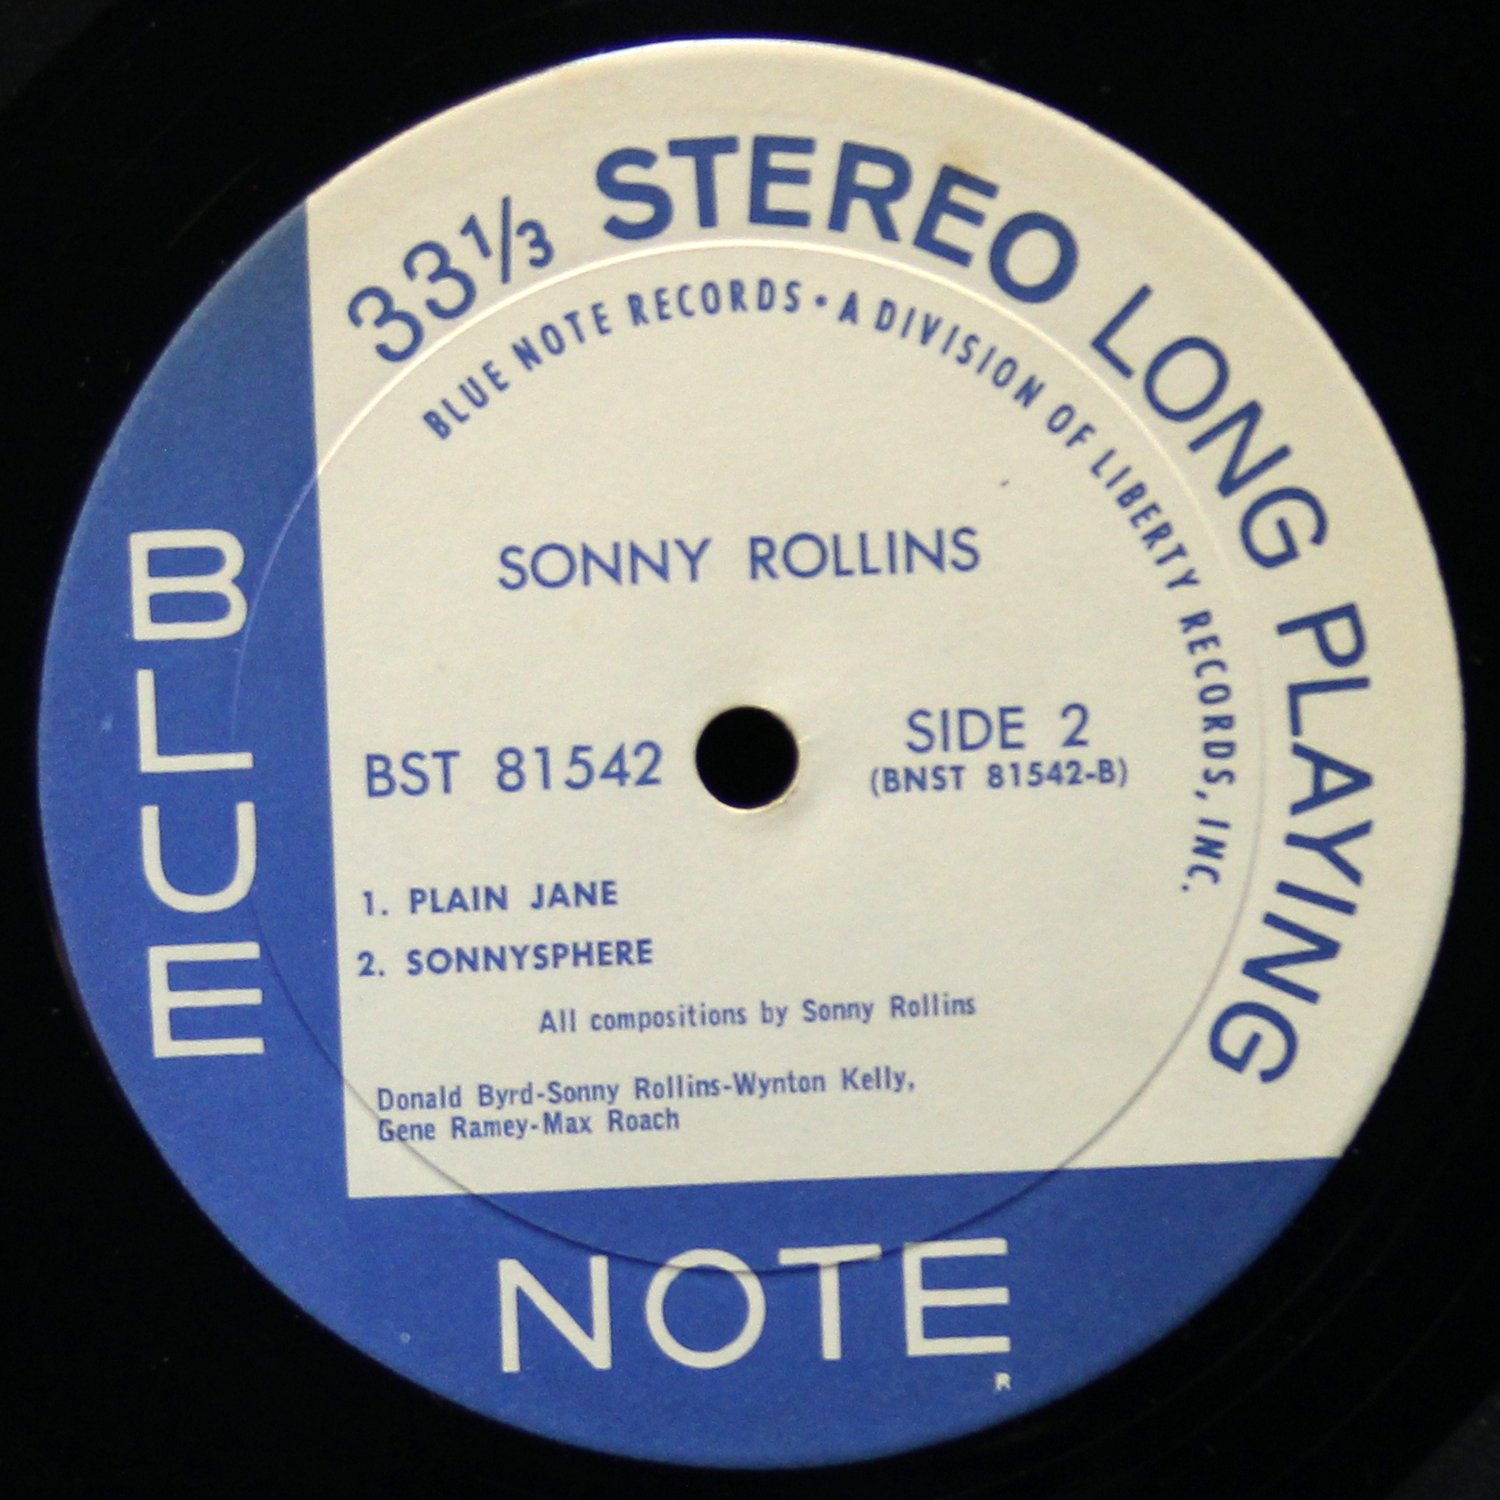 33⅓ STEREO LONG PLAYING
BLUE NOTE RECORDS • A DIVISION OF LIBERTY RECORDS, INC.
SONNY ROLLINS
BST 81542
SIDE 2
(BNST 81542-B)
1. PLAIN JANE
2. SONNYSPHERE
All compositions by Sonny Rollins
Donald Byrd-Sonny Rollins-Wynton Kelly,
Gene Ramey-Max Roach
BLUE
NOTE
R